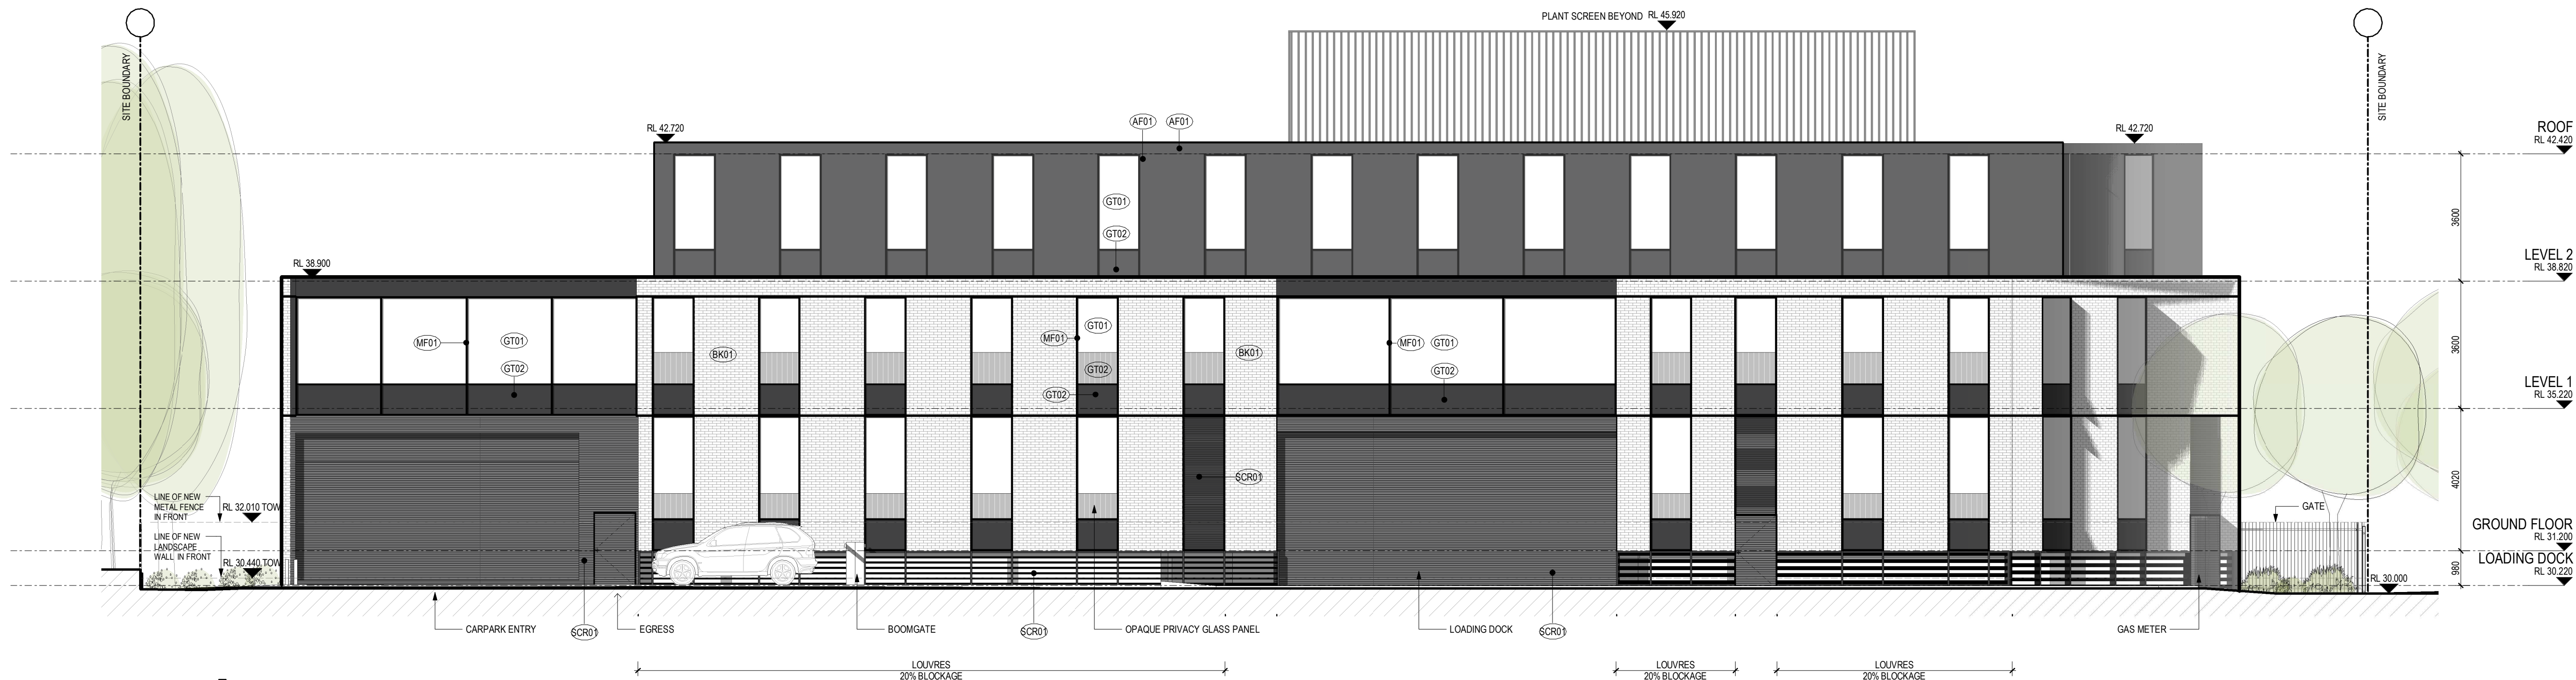 PLANT SCREEN BEYOND RL 45.920
SITE BOUNDARY
SITE BOUNDARY
AF01 AF01
RL 42.720
RL 42.720
ROOF
RL 42.420
3600
GT01
GT02
RL 38.900
LEVEL 2
RL 38.820
MF01 GT01
GT02
BK01
MF01 GT01
GT02
GT02
BK01
MF01 GT01
GT02
3600
LEVEL 1
RL 35.220
SCR01
4020
LINE OF NEW
METAL FENCE
IN FRONT
RL 32.010 TOW
GATE
LINE OF NEW
LANDSCAPE
WALL IN FRONT
RL 30.440 TOW
GROUND FLOOR
RL 31.200
980
LOADING DOCK
RL 30.220
RL 30.000
CARPARK ENTRY
SCR01
EGRESS
BOOMGATE
SCR01
OPAQUE PRIVACY GLASS PANEL
LOADING DOCK
SCR01
GAS METER
LOUVRES
20% BLOCKAGE
LOUVRES
20% BLOCKAGE
LOUVRES
20% BLOCKAGE